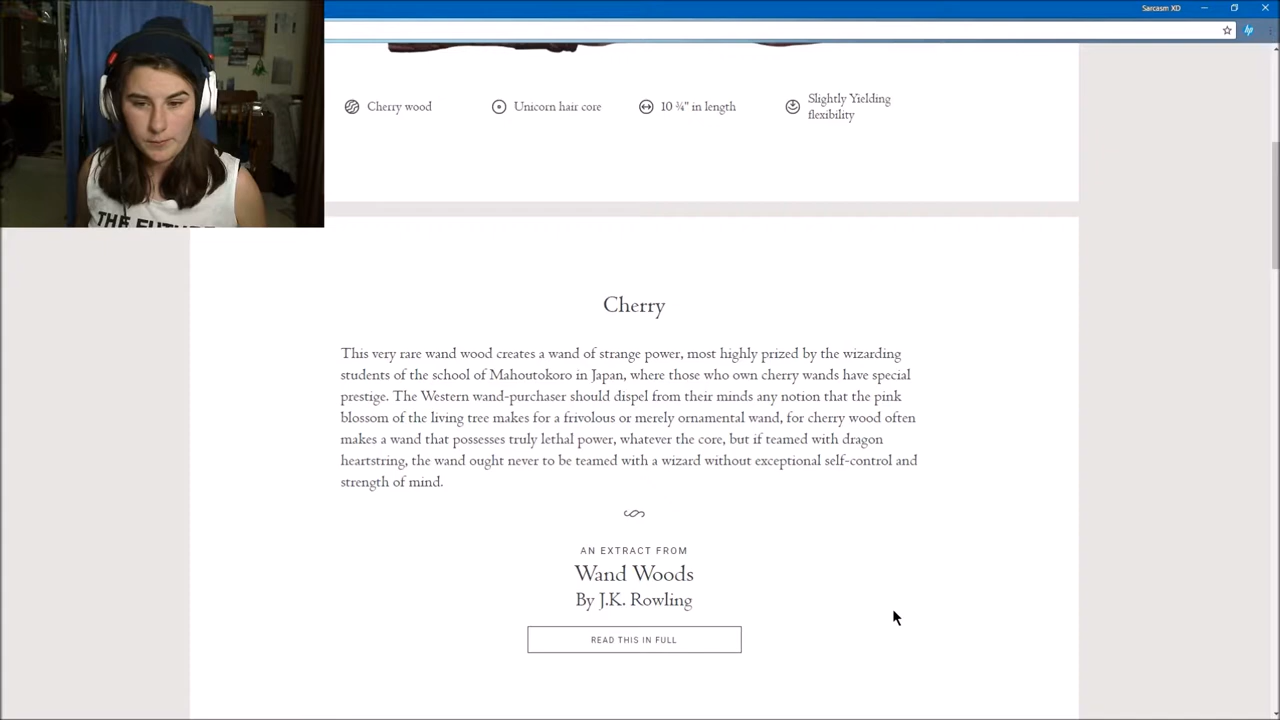 Sarcasm XD
THE FUTURE
Cherry wood
Unicorn hair core
10 ¾" in length
Slightly Yielding
flexibility
Cherry
This very rare wand wood creates a wand of strange power, most highly prized by the wizarding
students of the school of Mahoutokoro in Japan, where those who own cherry wands have special
prestige. The Western wand-purchaser should dispel from their minds any notion that the pink
blossom of the living tree makes for a frivolous or merely ornamental wand, for cherry wood often
makes a wand that possesses truly lethal power, whatever the core, but if teamed with dragon
heartstring, the wand ought never to be teamed with a wizard without exceptional self-control and
strength of mind.
AN EXTRACT FROM
Wand Woods
By J.K. Rowling
READ THIS IN FULL